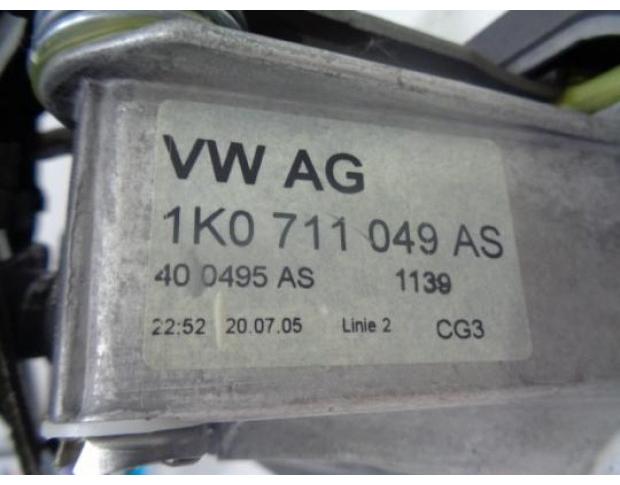 VW AG
1K0 711 049 AS
40 0495 AS 1139
22:52 20.07.05 Linie 2 CG3